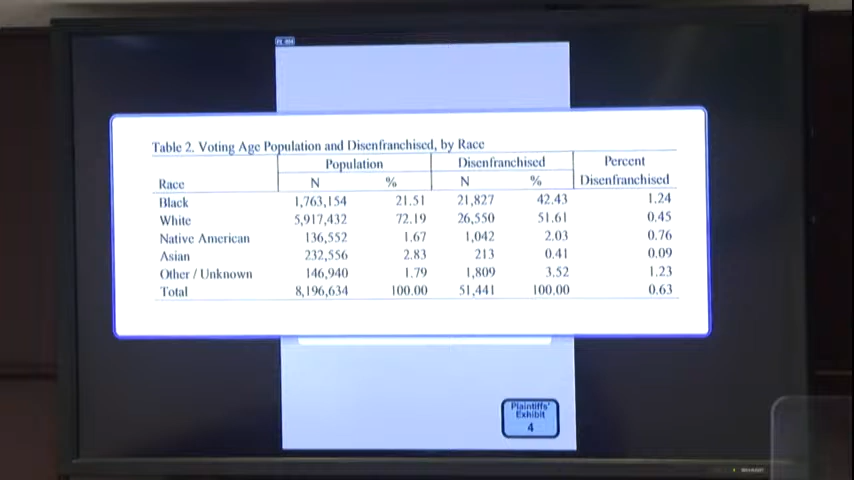 Table 2. Voting Age Population and Disenfranchised, by Race
Population Disenfranchised Percent
Race N % N % Disenfranchised
Black 1,763,154 21.51 21,827 42.43 1.24
White 5,917,432 72.19 26,550 51.61 0.45
Native American 136,552 1.67 1,042 2.03 0.76
Asian 232,556 2.83 213 0.41 0.09
Other / Unknown 146,940 1.79 1,809 3.52 1.23
Total 8,196,634 100.00 51,441 100.00 0.63
Plaintiffs'
Exhibit
4
SHARP